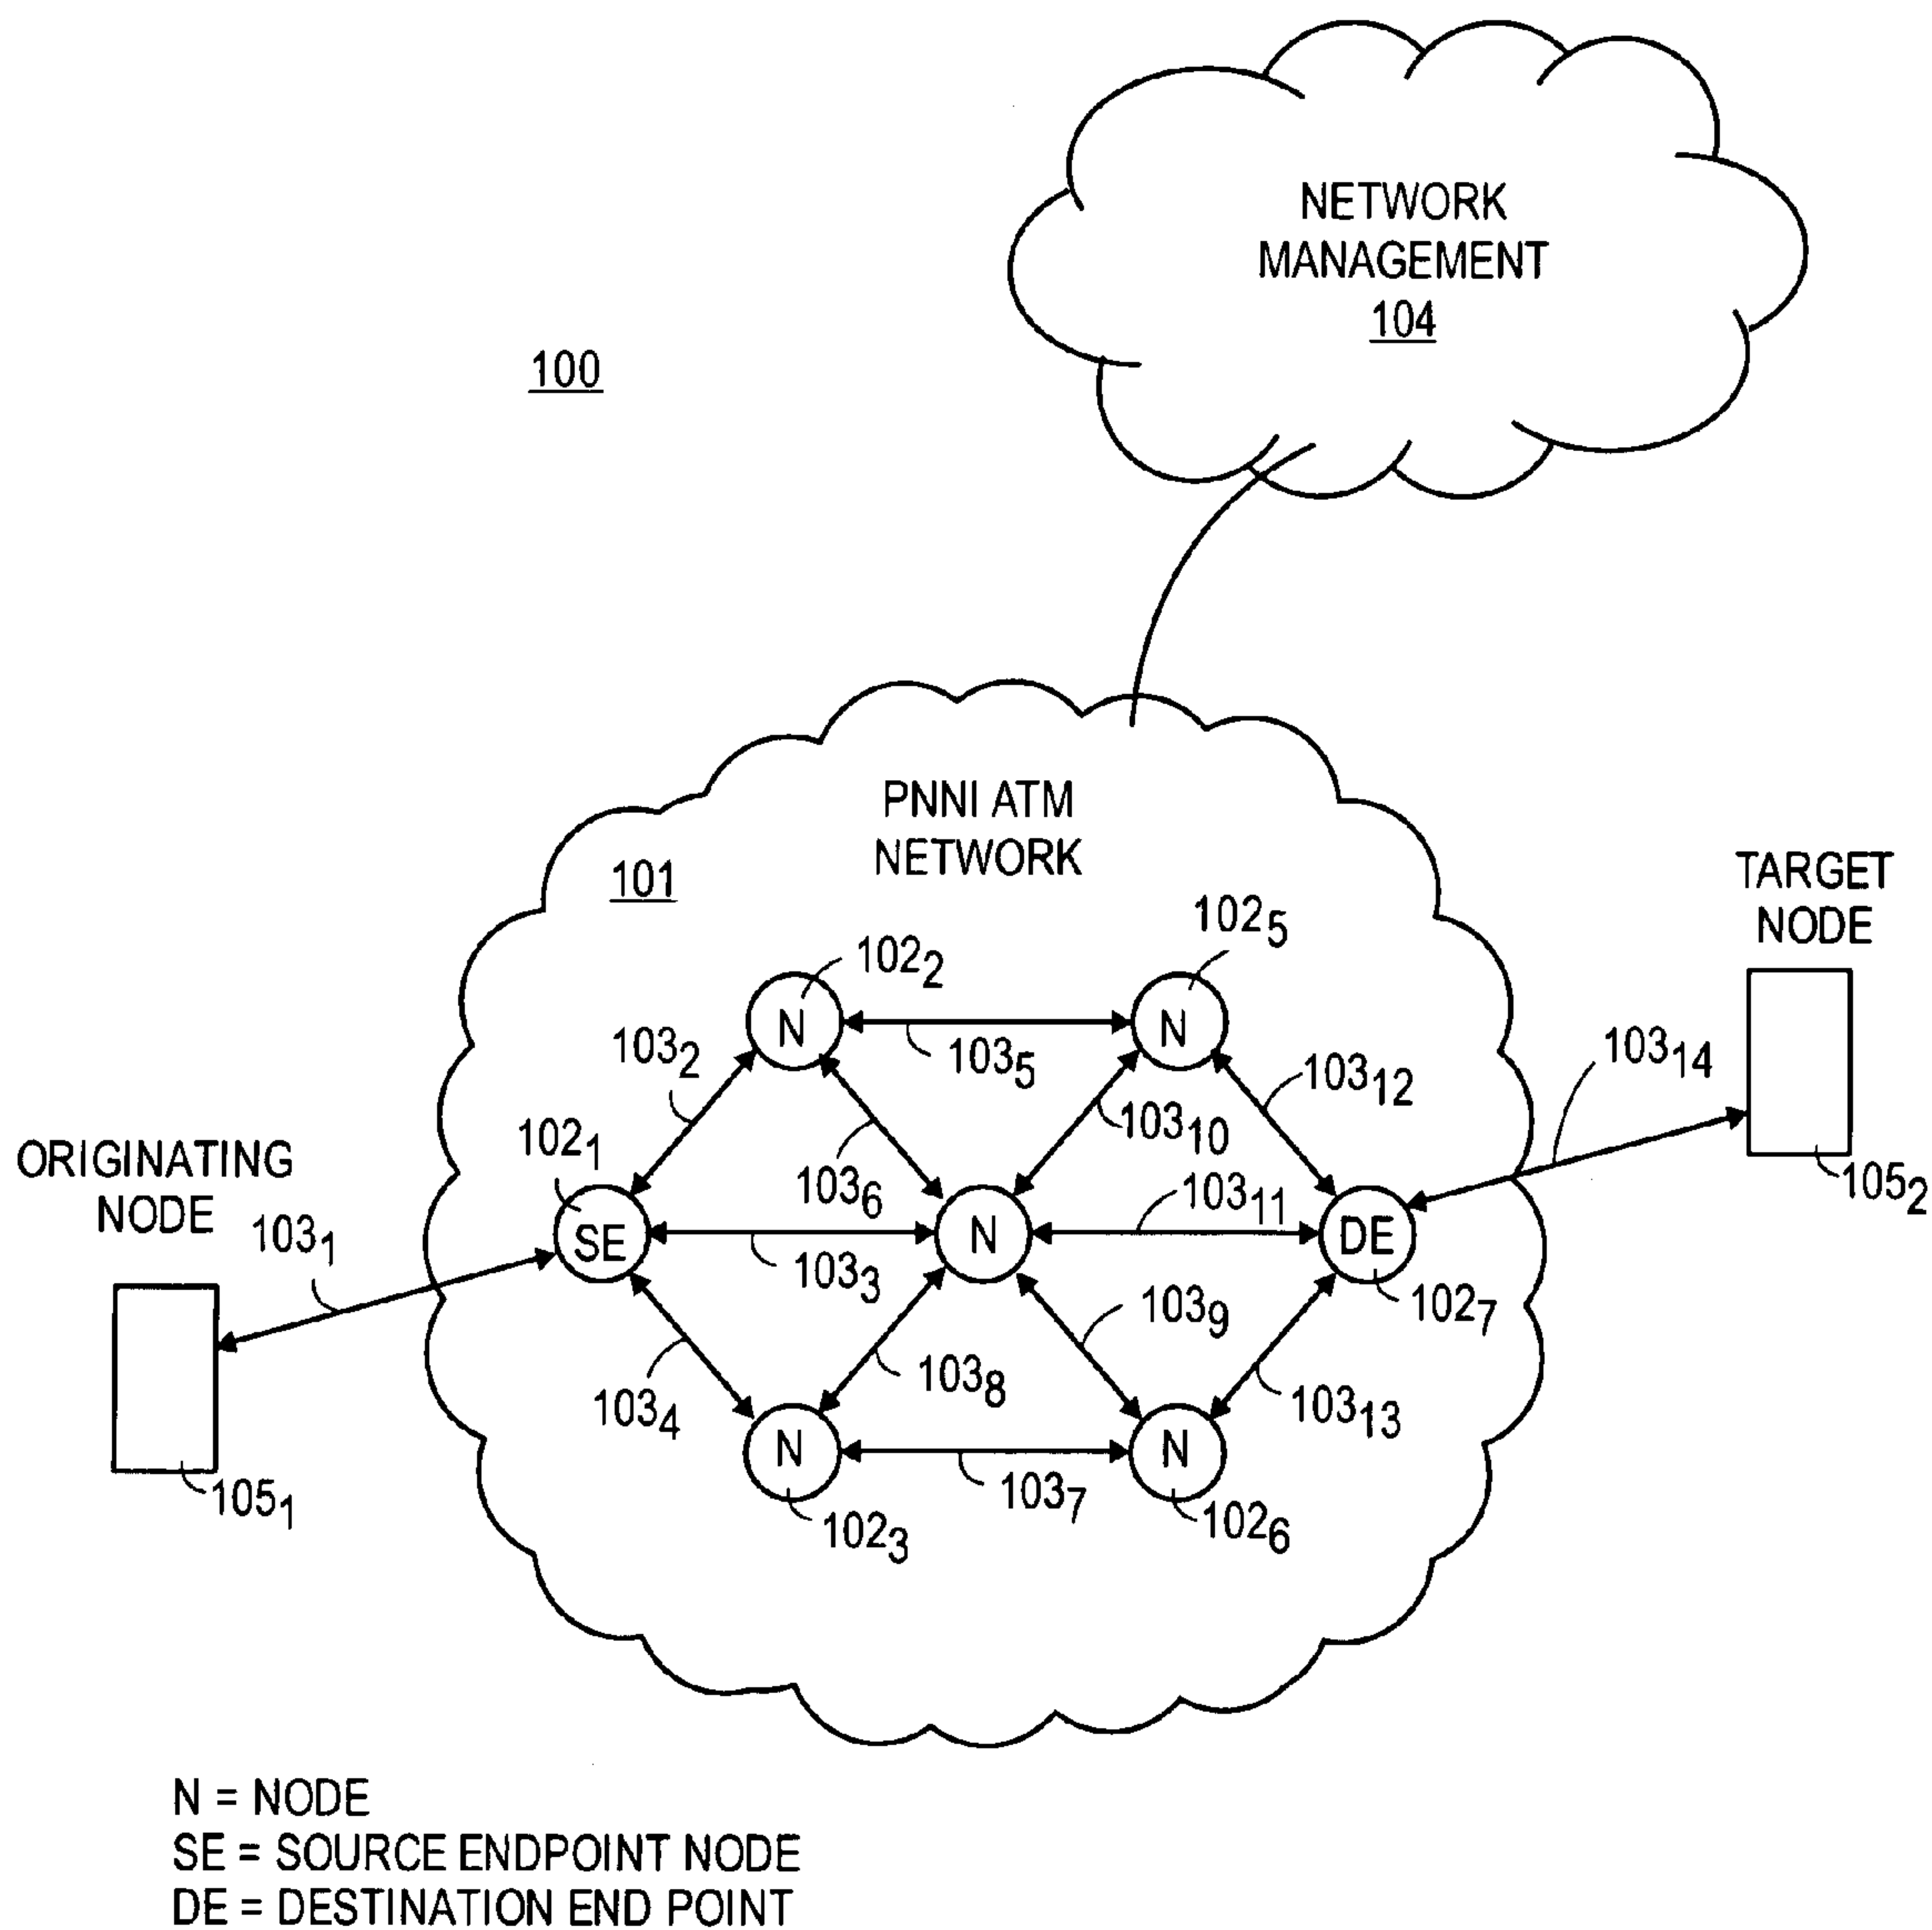 NETWORK
MANAGEMENT
104
100
PNNI ATM
NETWORK
101
TARGET
NODE
102₂
102₅
103₂
103₅
103₁₂
103₁₄
102₁
103₆
103₁₀
103₁₁
105₂
ORIGINATING
NODE
103₁
SE
N
N
N
DE
103₃
103₉
102₇
103₄
103₈
103₁₃
N
N
105₁
102₃
103₇
102₆
N = NODE
SE = SOURCE ENDPOINT NODE
DE = DESTINATION END POINT